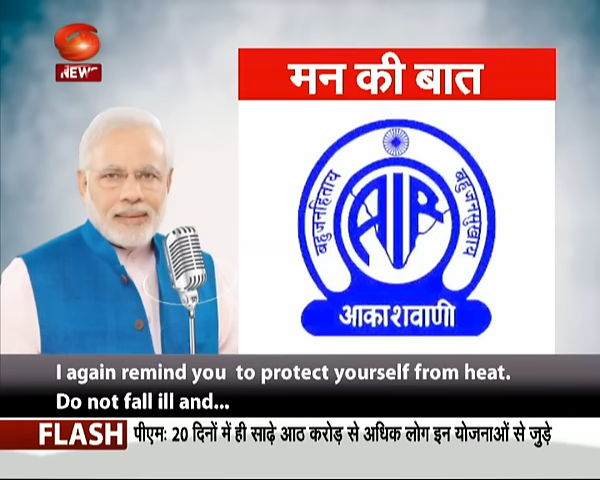 NEWS
मन की बात
बहुजनहिताय
बहुजनसुखाय
AIR
आकाशवाणी
I again remind you to protect yourself from heat.
Do not fall ill and...
FLASH पीएमः 20 दिनों में ही साढ़े आठ करोड़ से अधिक लोग इन योजनाओं से जुड़े